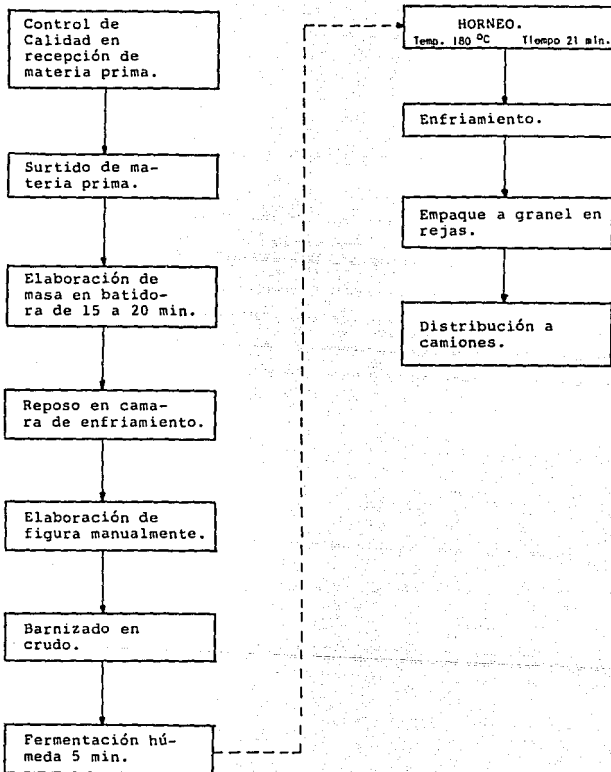 Control de
Calidad en
recepción de
materia prima.
Surtido de ma-
teria prima.
Elaboración de
masa en batido-
ra de 15 a 20 min.
Reposo en cama-
ra de enfriamiento.
Elaboración de
figura manualmente.
Barnizado en
crudo.
Fermentación hú-
meda 5 min.
HORNEO.
Temp. 180 ºC Tiempo 21 min.
Enfriamiento.
Empaque a granel en
rejas.
Distribución a
camiones.